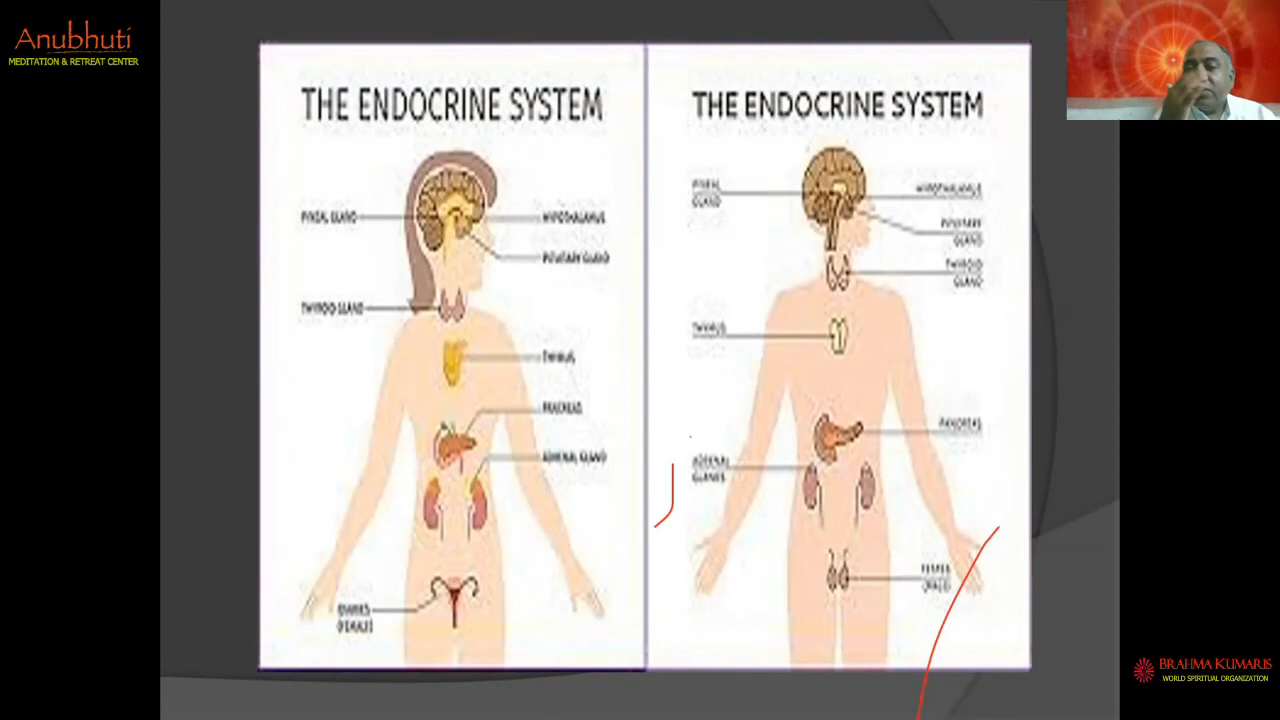 Anubhuti
MEDITATION & RETREAT CENTER
THE ENDOCRINE SYSTEM
PINEAL GLAND
HYPOTHALAMUS
PITUITARY GLAND
THYROID GLAND
THYMUS
PANCREAS
ADRENAL GLAND
OVARIES
(FEMALE)
THE ENDOCRINE SYSTEM
PINEAL
GLAND
HYPOTHALAMUS
PITUITARY
GLAND
THYROID
GLAND
THYMUS
PANCREAS
ADRENAL
GLANDS
TESTES
(MALE)
BRAHMA KUMARIS
WORLD SPIRITUAL ORGANIZATION